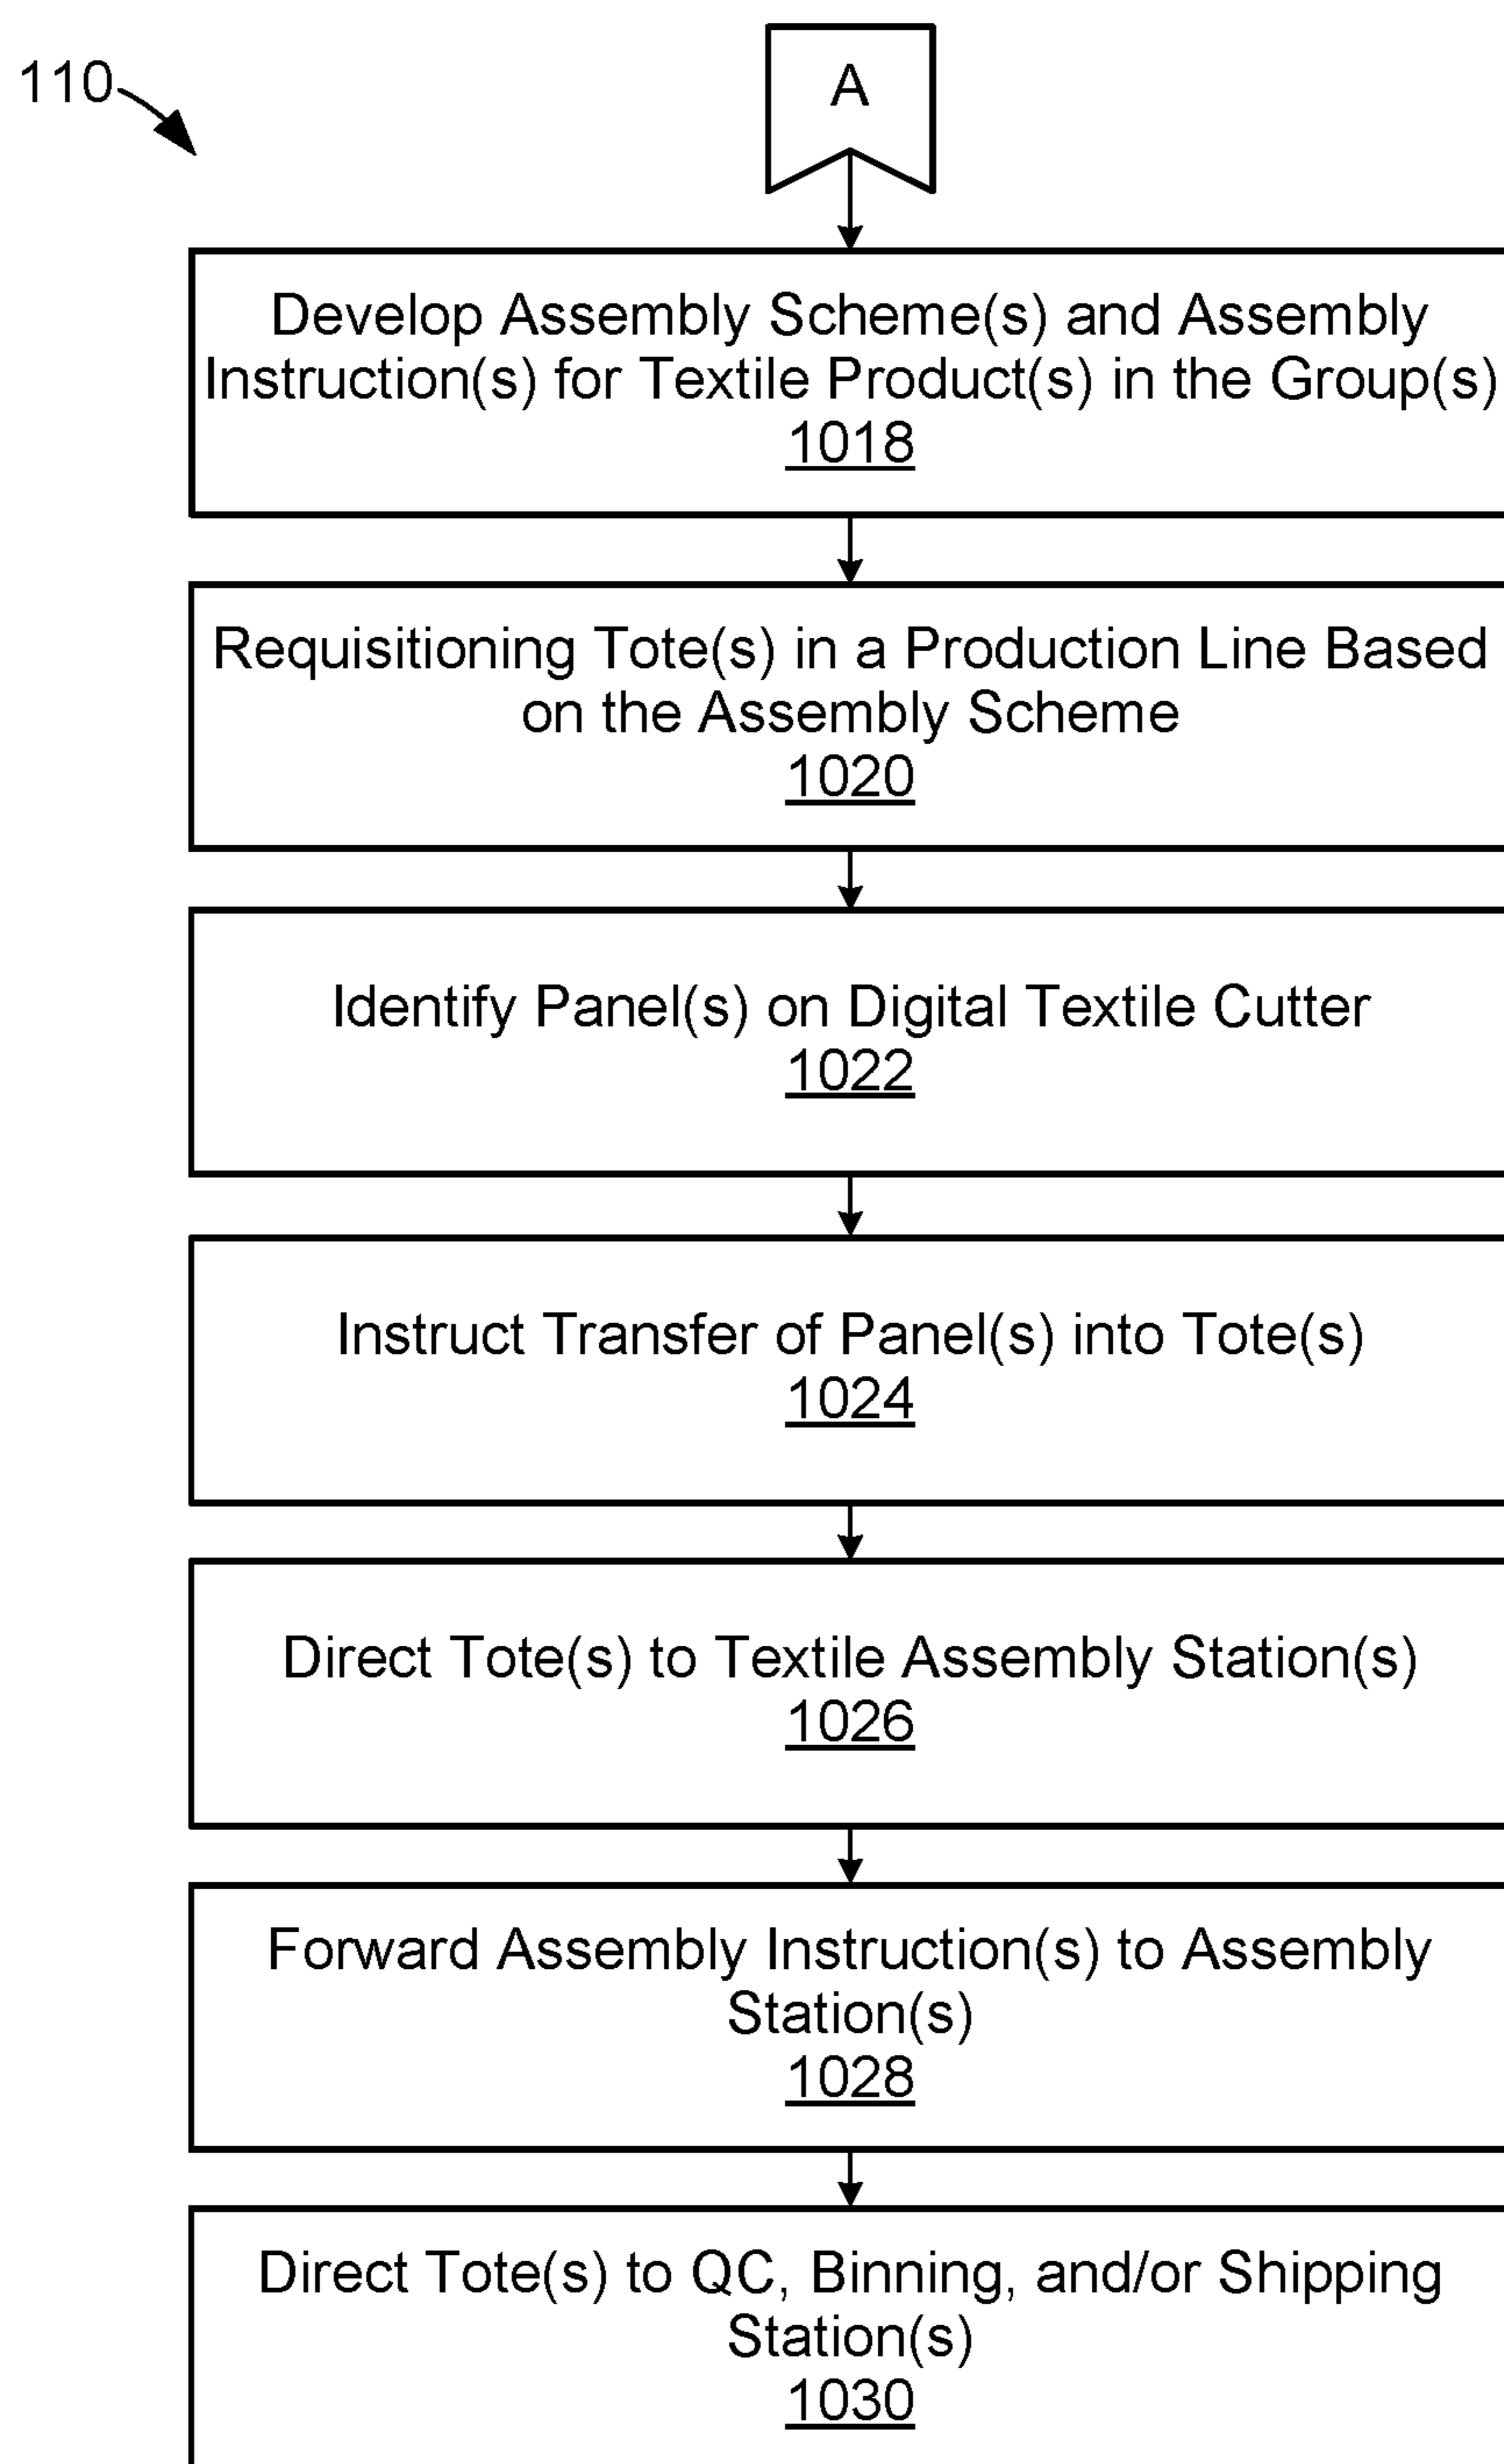 110
A
Develop Assembly Scheme(s) and Assembly
Instruction(s) for Textile Product(s) in the Group(s)
1018
Requisitioning Tote(s) in a Production Line Based
on the Assembly Scheme
1020
Identify Panel(s) on Digital Textile Cutter
1022
Instruct Transfer of Panel(s) into Tote(s)
1024
Direct Tote(s) to Textile Assembly Station(s)
1026
Forward Assembly Instruction(s) to Assembly
Station(s)
1028
Direct Tote(s) to QC, Binning, and/or Shipping
Station(s)
1030